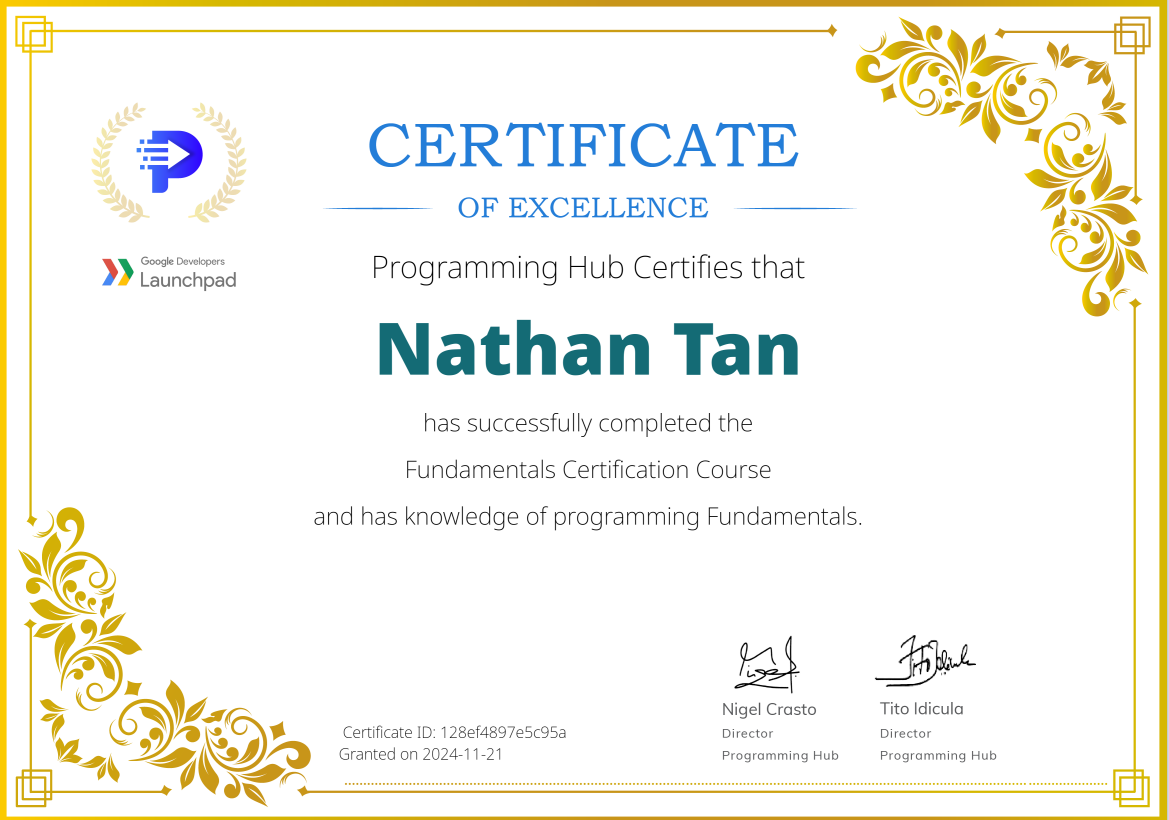 CERTIFICATE
OF EXCELLENCE
Google Developers
Launchpad
Programming Hub Certifies that
Nathan Tan
has successfully completed the
Fundamentals Certification Course
and has knowledge of programming Fundamentals.
Nigel Crasto
Director
Programming Hub
Tito Idicula
Director
Programming Hub
Certificate ID: 128ef4897e5c95a
Granted on 2024-11-21